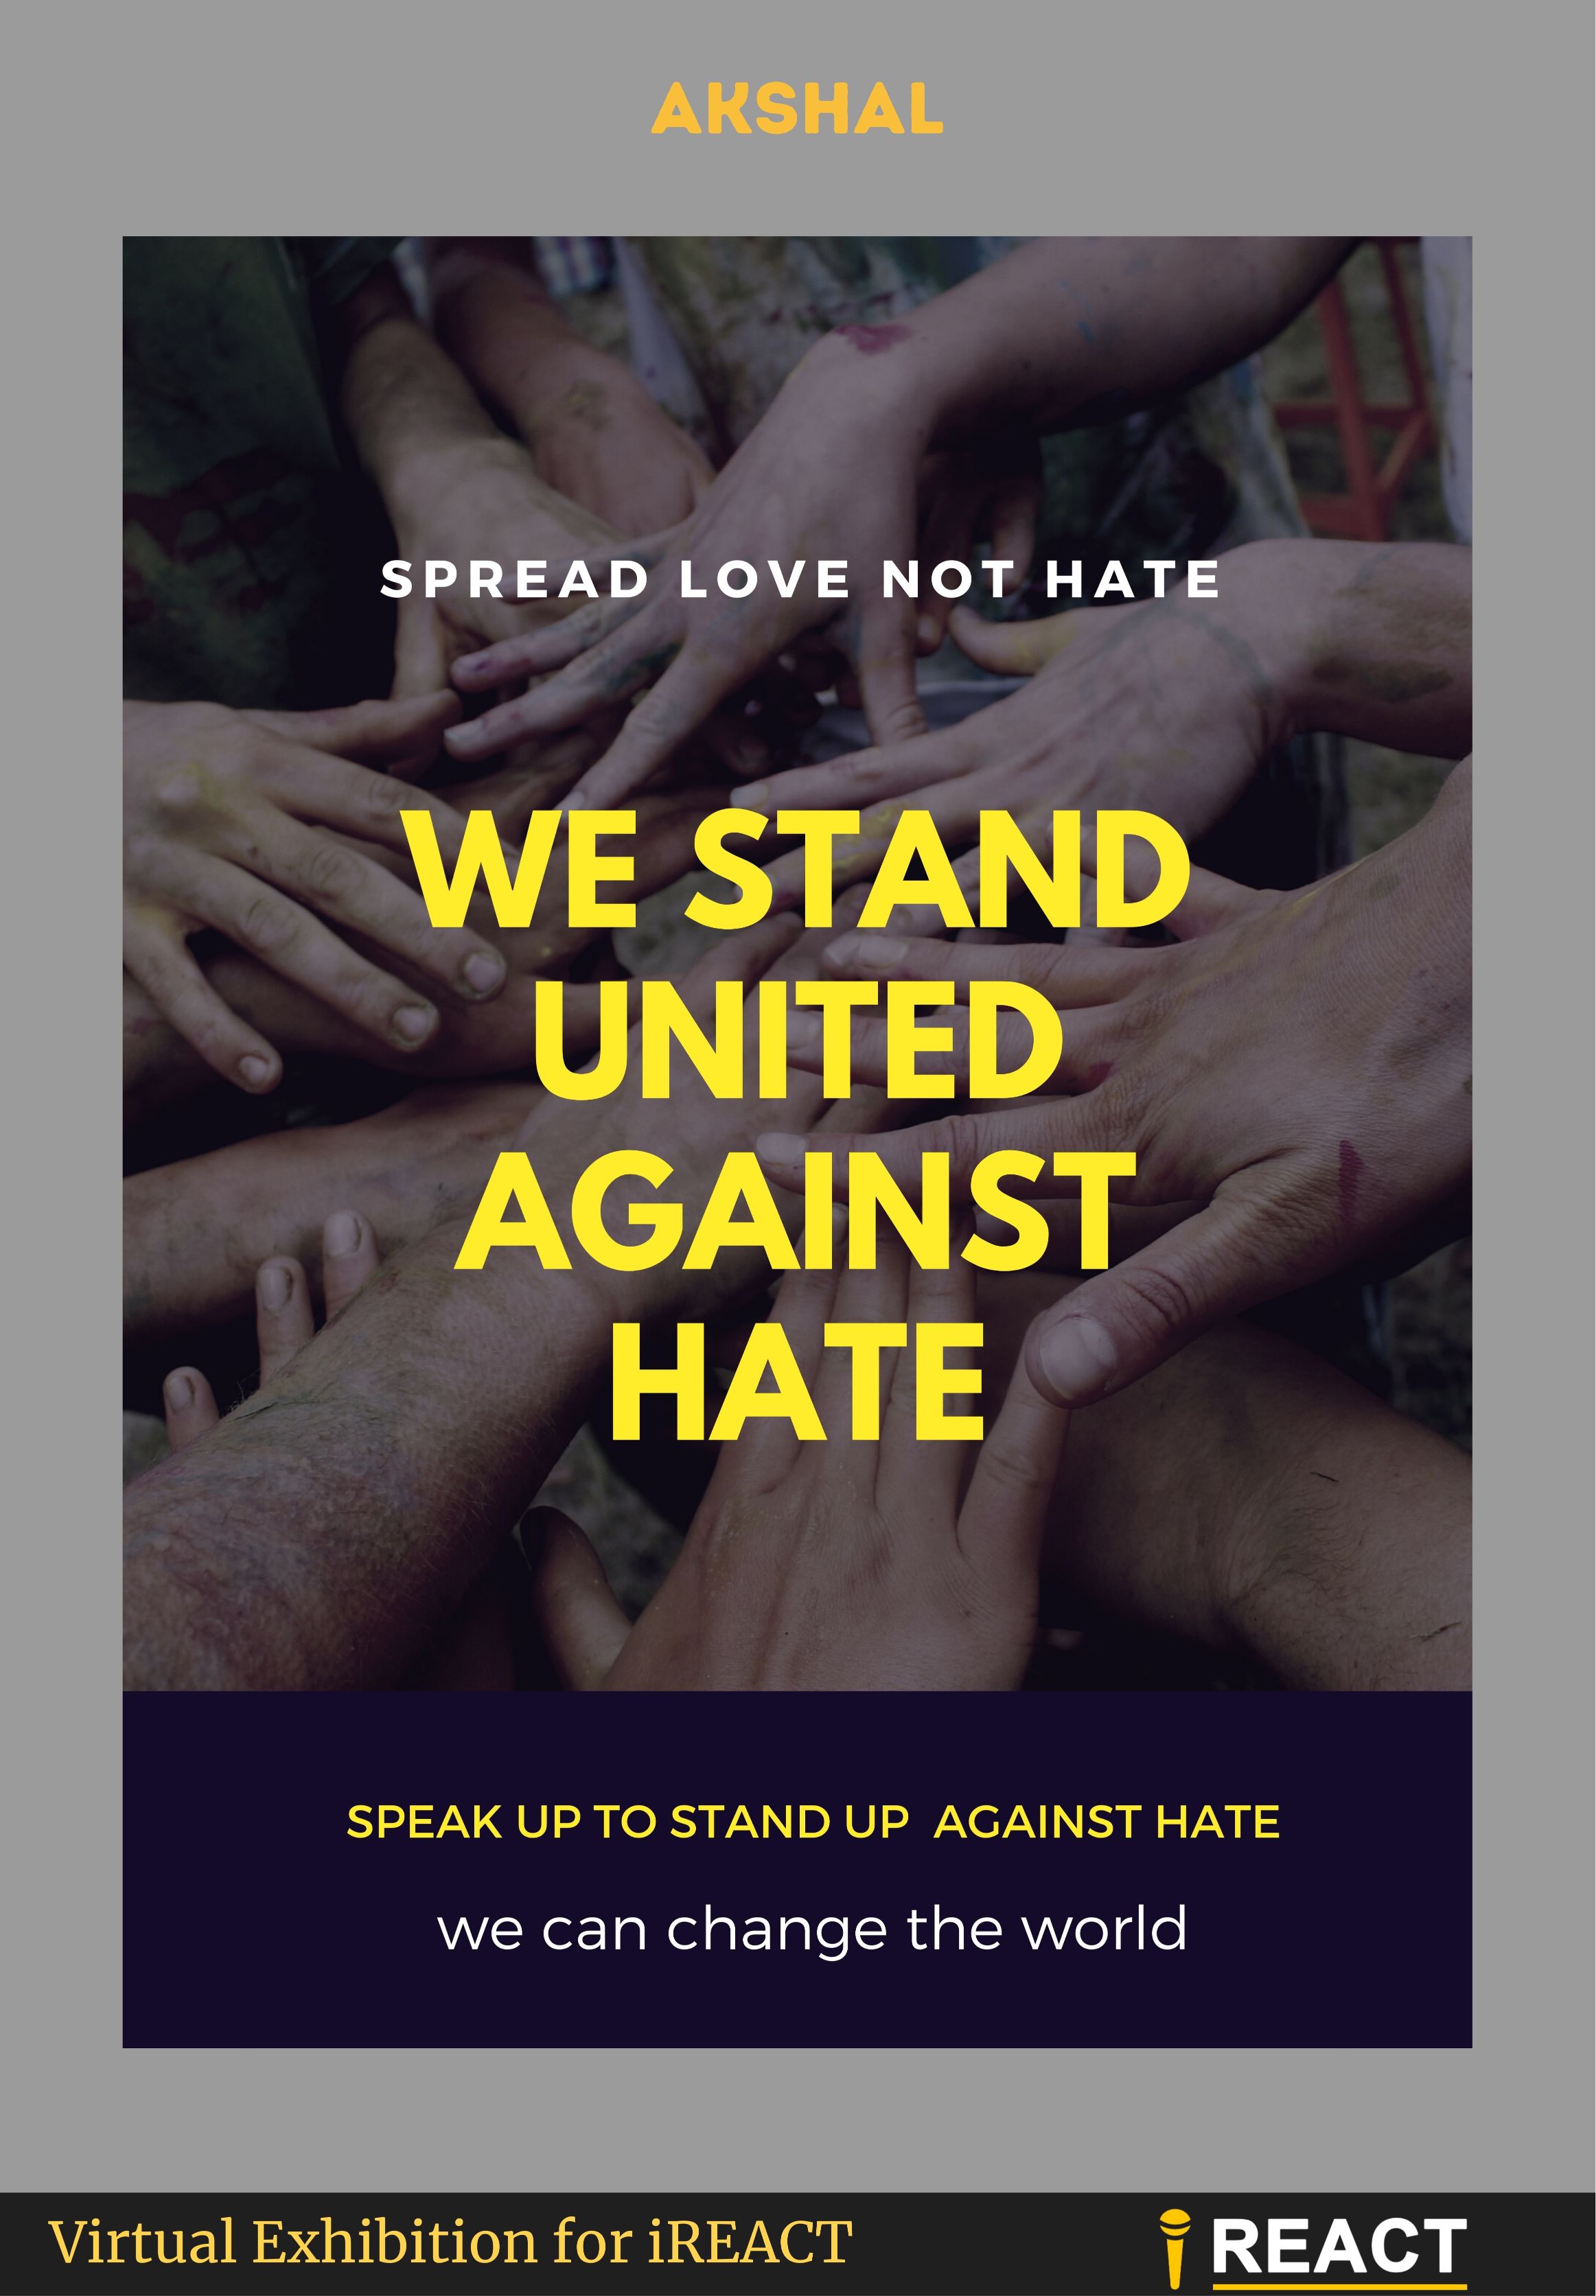 AKSHAL
SPREAD LOVE NOT HATE
WE STAND
UNITED
AGAINST
HATE
SPEAK UP TO STAND UP AGAINST HATE
we can change the world
Virtual Exhibition for iREACT
iREACT